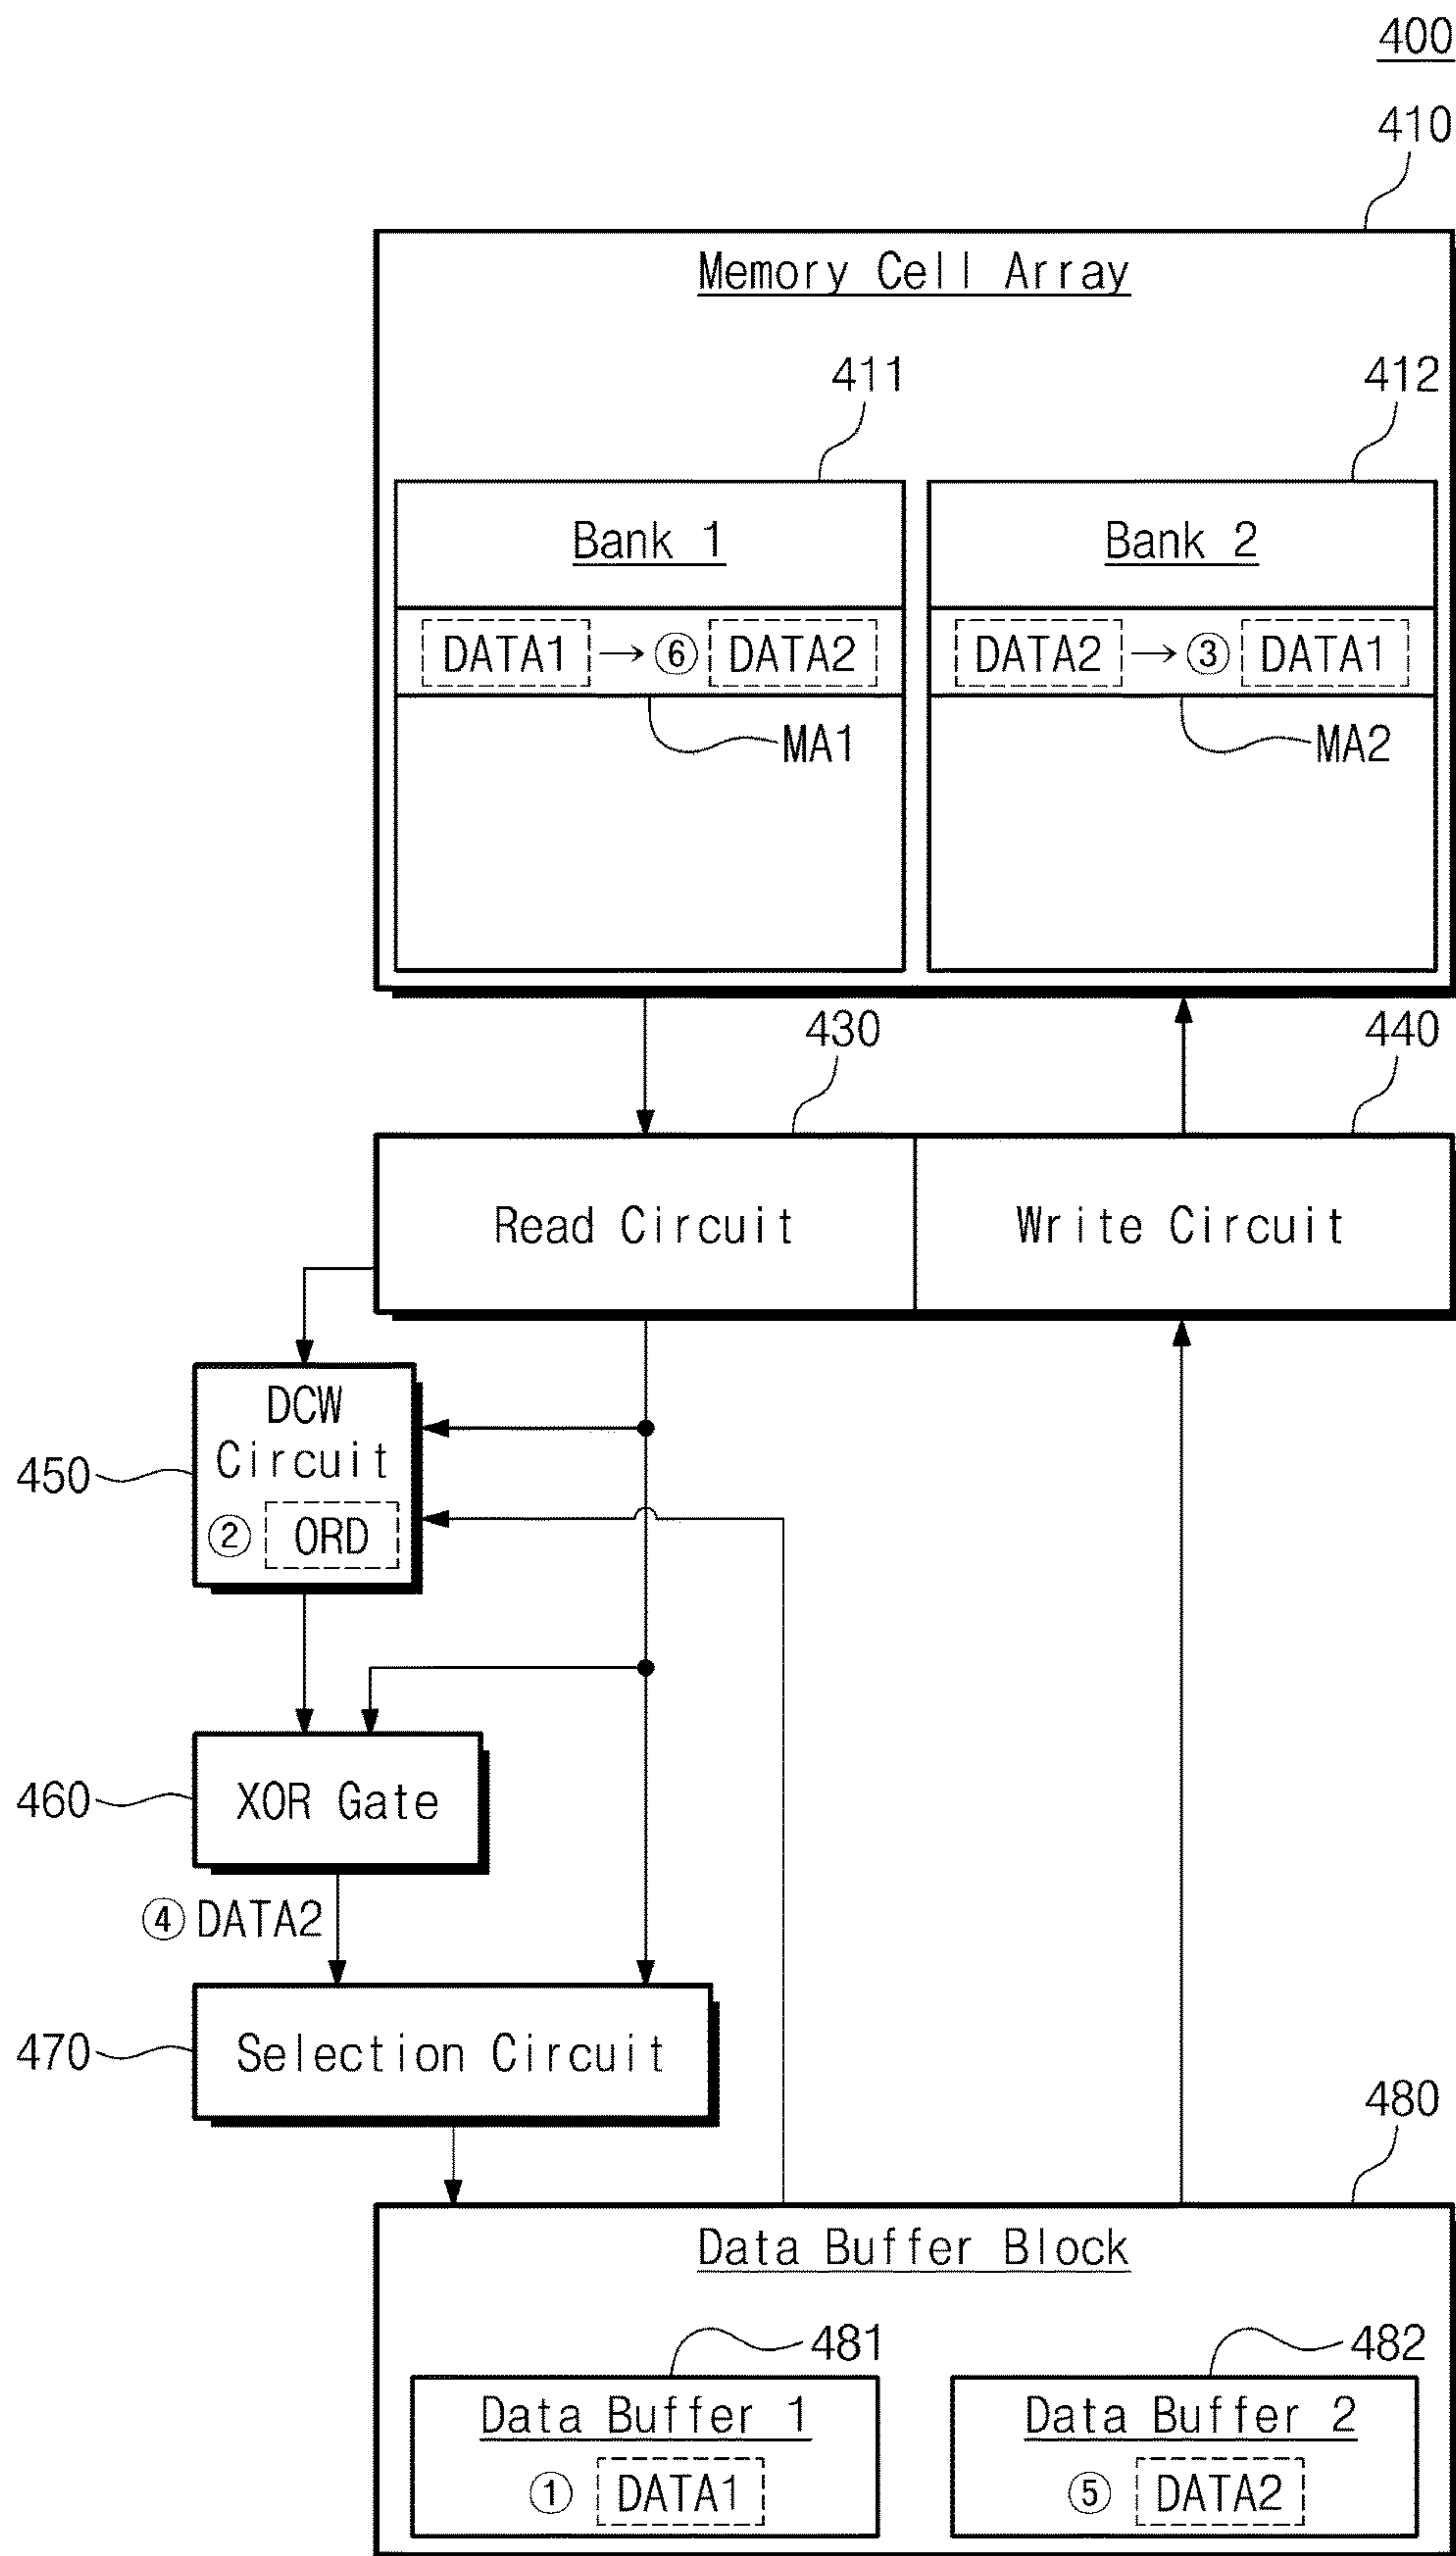 400
410
Memory Cell Array
411
412
Bank 1
Bank 2
DATA1 → ⑥ DATA2
DATA2 → ③ DATA1
MA1
MA2
430
440
Read Circuit
Write Circuit
DCW
Circuit
450
② ORD
460
XOR Gate
④ DATA2
470
Selection Circuit
480
Data Buffer Block
481
482
Data Buffer 1
Data Buffer 2
① DATA1
⑤ DATA2